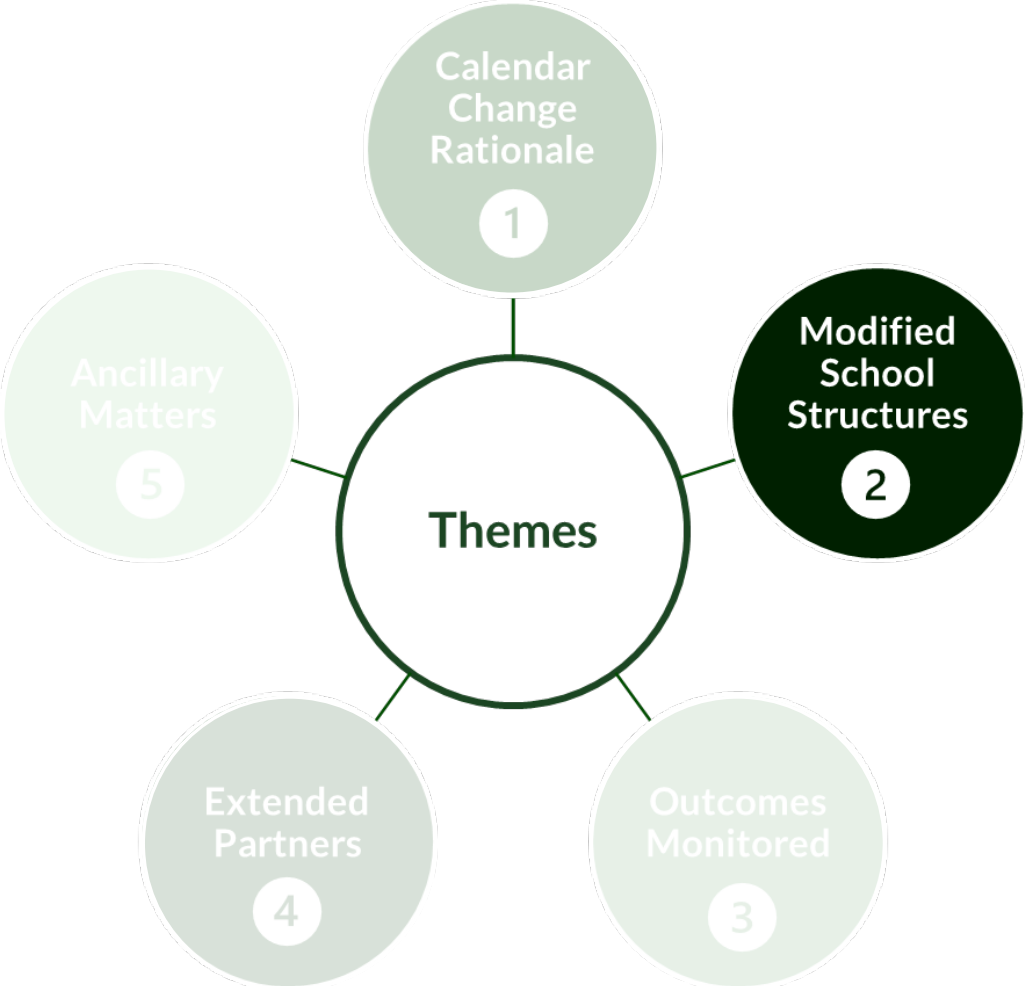 Calendar
Change
Rationale
1
Modified
School
Structures
2
Outcomes
Monitored
3
Extended
Partners
4
Ancillary
Matters
5
Themes